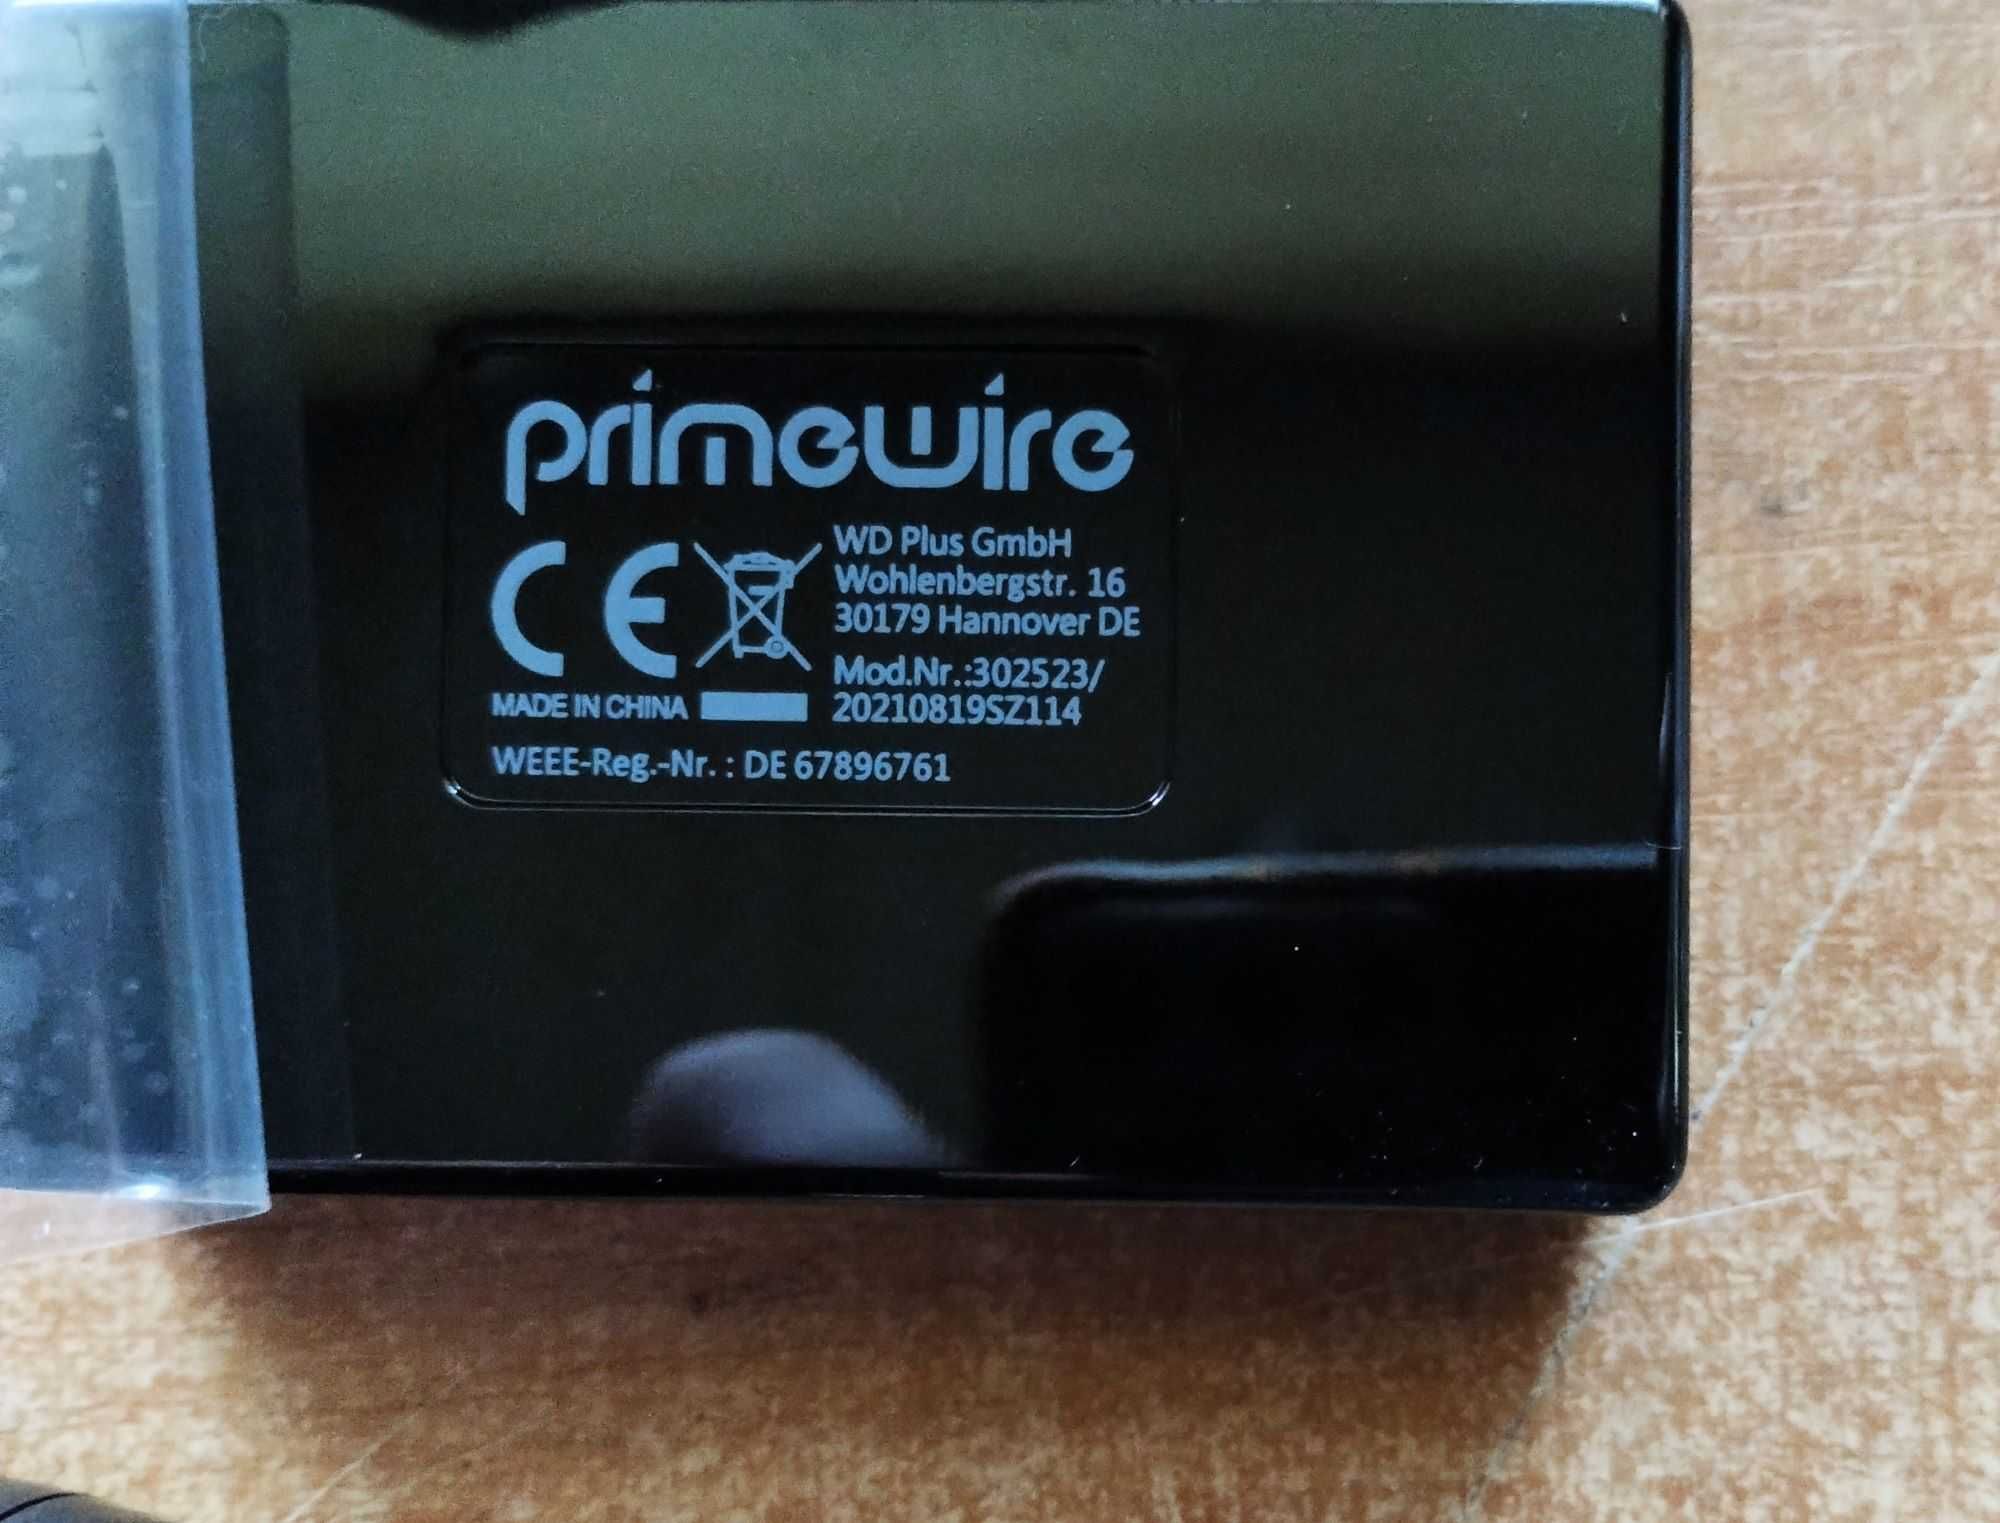 primewire
CE
WD Plus GmbH
Wohlenbergstr. 16
30179 Hannover DE
Mod.Nr.:302523/
20210819SZ114
MADE IN CHINA
WEEE-Reg.-Nr. : DE 67896761